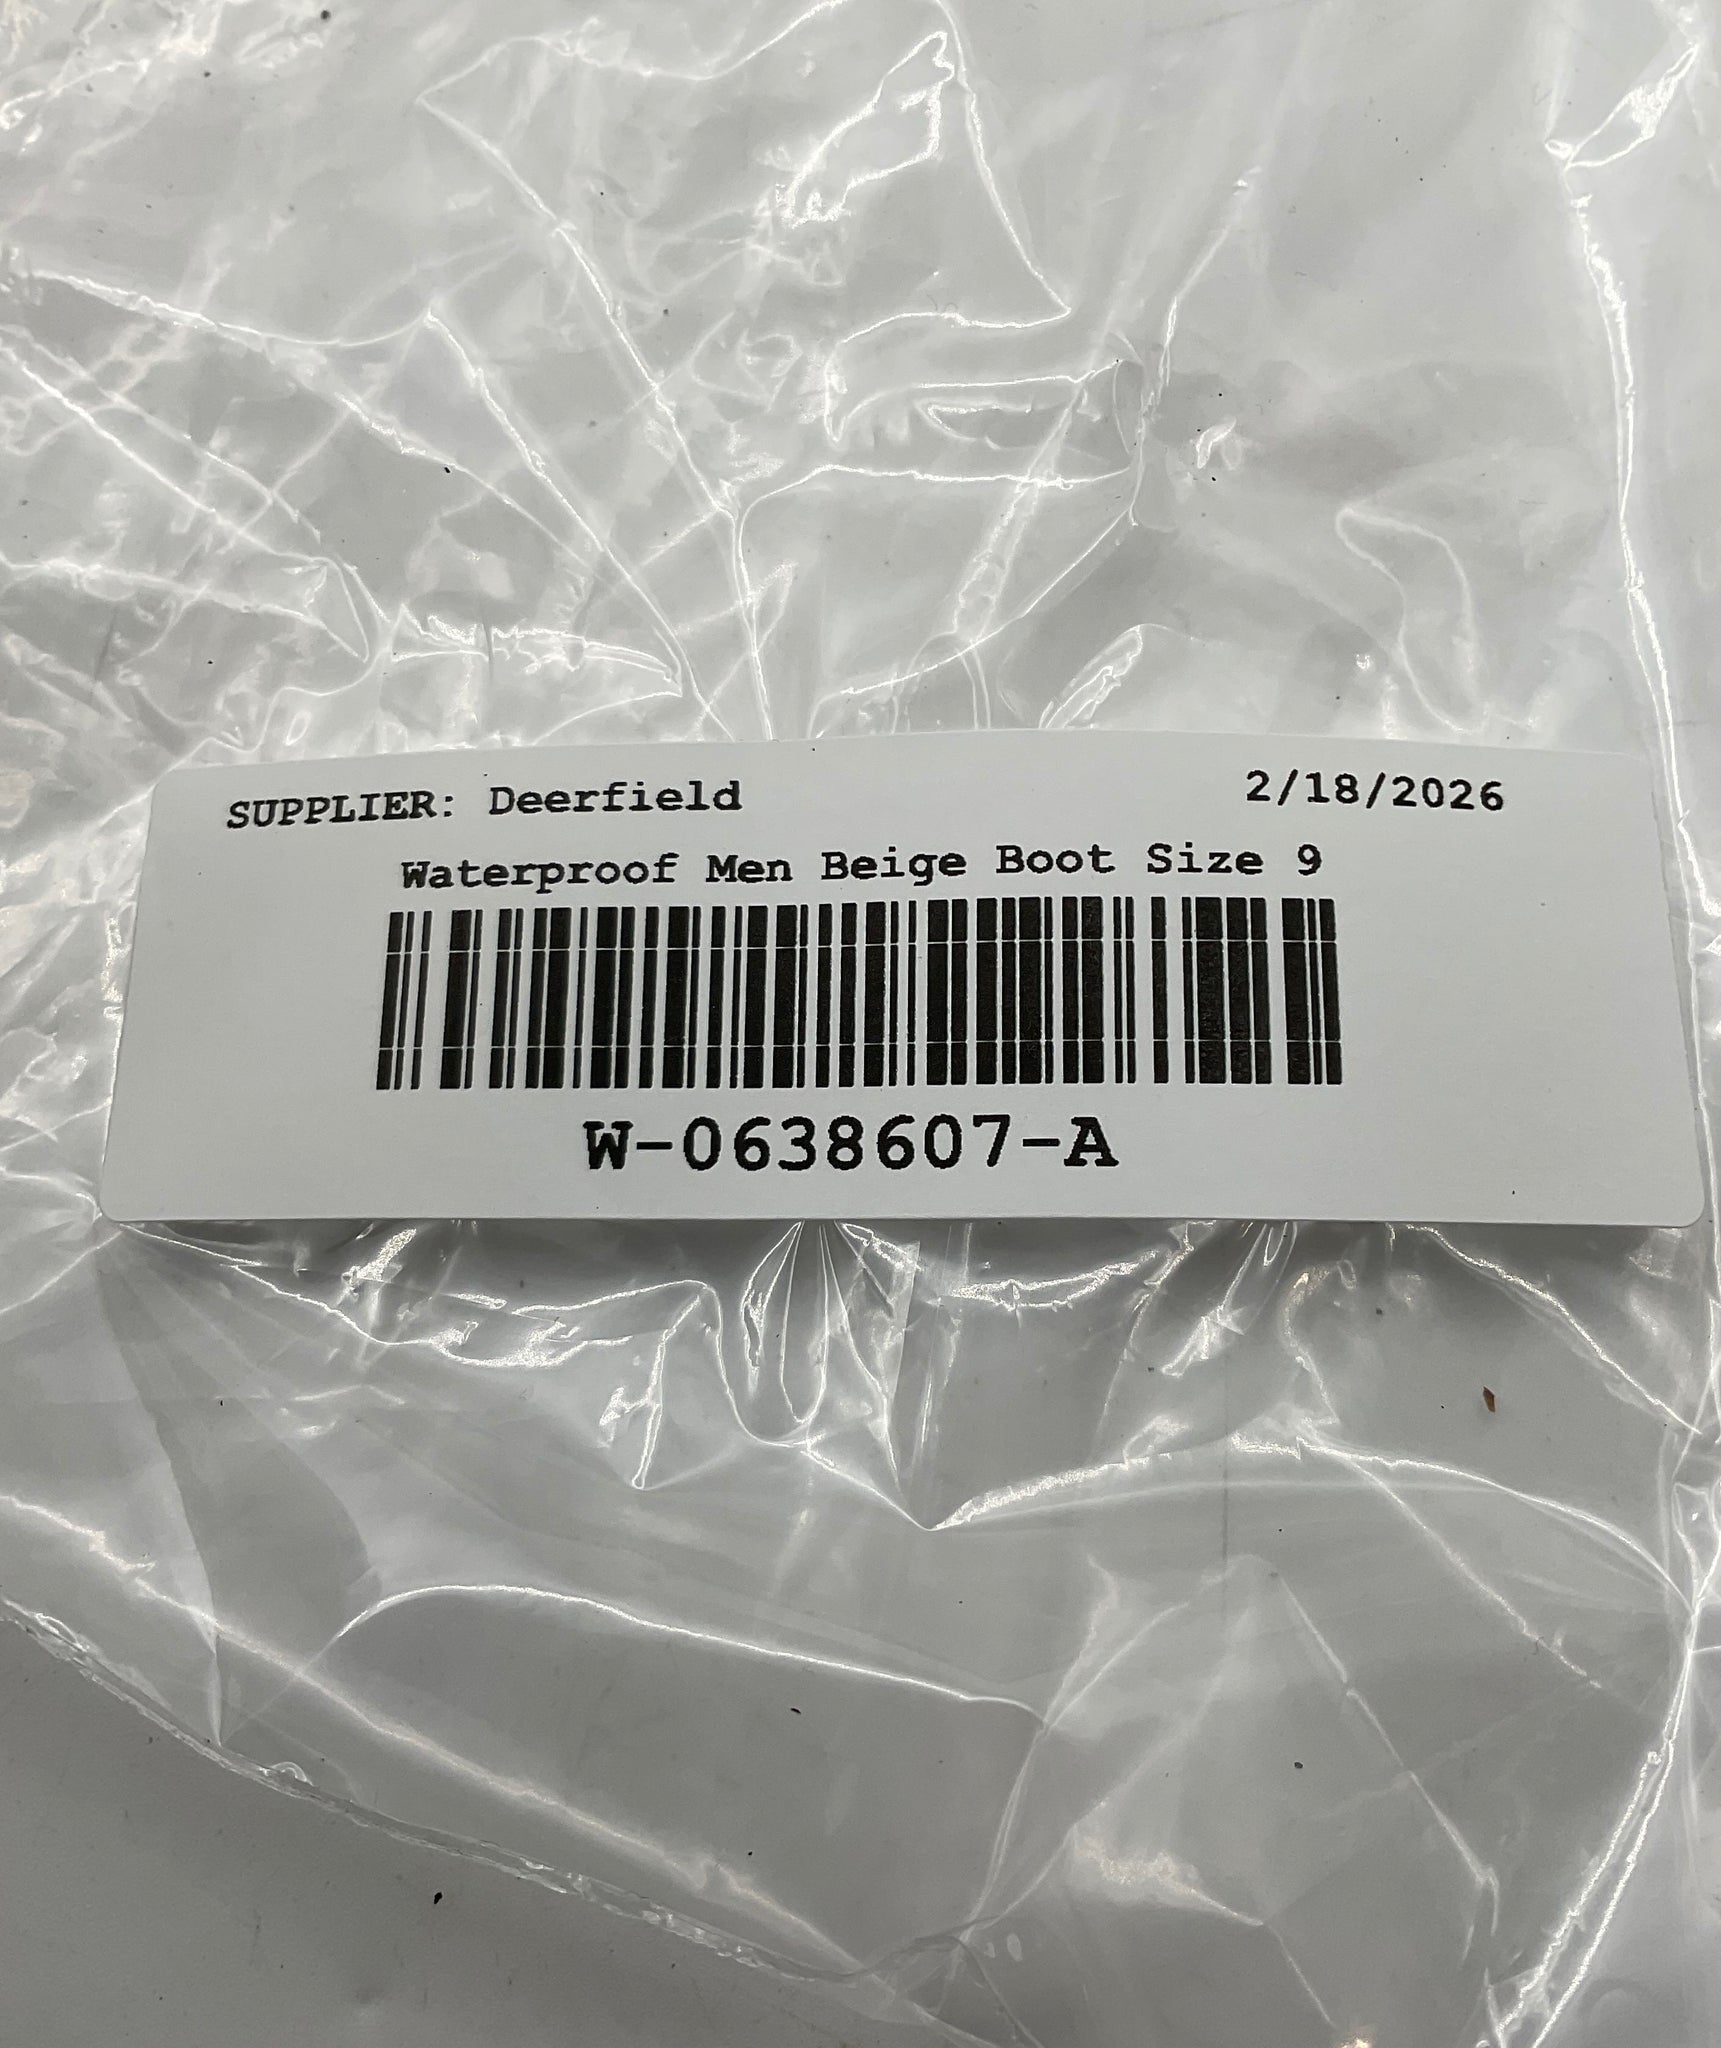 SUPPLIER: Deerfield 2/18/2026
Waterproof Men Beige Boot Size 9
W-0638607-A